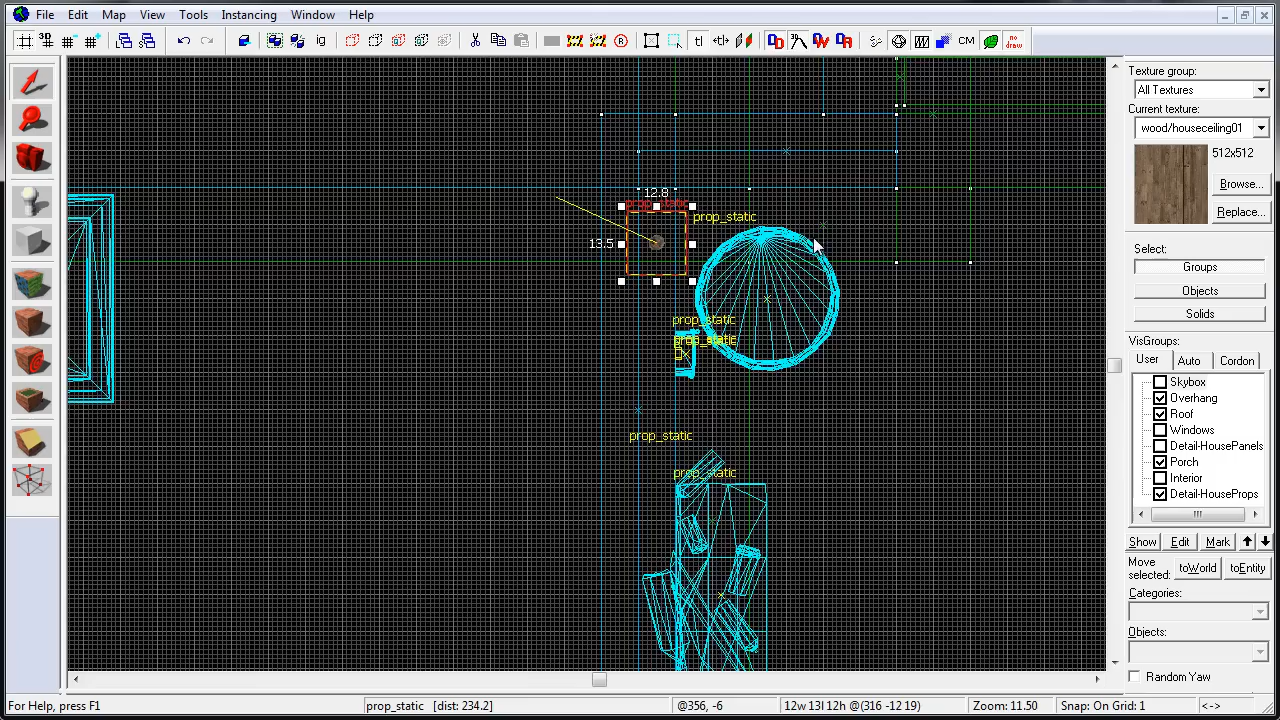 File Edit Map View Tools Instancing Window Help
Texture group:
All Textures
Current texture:
wood/houseceiling01
512x512
Browse...
Replace...
Select:
Groups
Objects
Solids
VisGroups:
User Auto Cordon
Skybox
Overhang
Roof
Windows
Detail-HousePanels
Porch
Interior
Detail-HouseProps
Show Edit Mark
Move selected:
toWorld toEntity
Categories:
Objects:
Random Yaw
12.8
prop_static
prop_static
13.5
prop_static
prop_static
prop_static
prop_static
For Help, press F1
prop_static [dist: 234.2]
@356, -6
12w 13l 12h @(316 -12 19)
Zoom: 11.50
Snap: On Grid: 1
<->